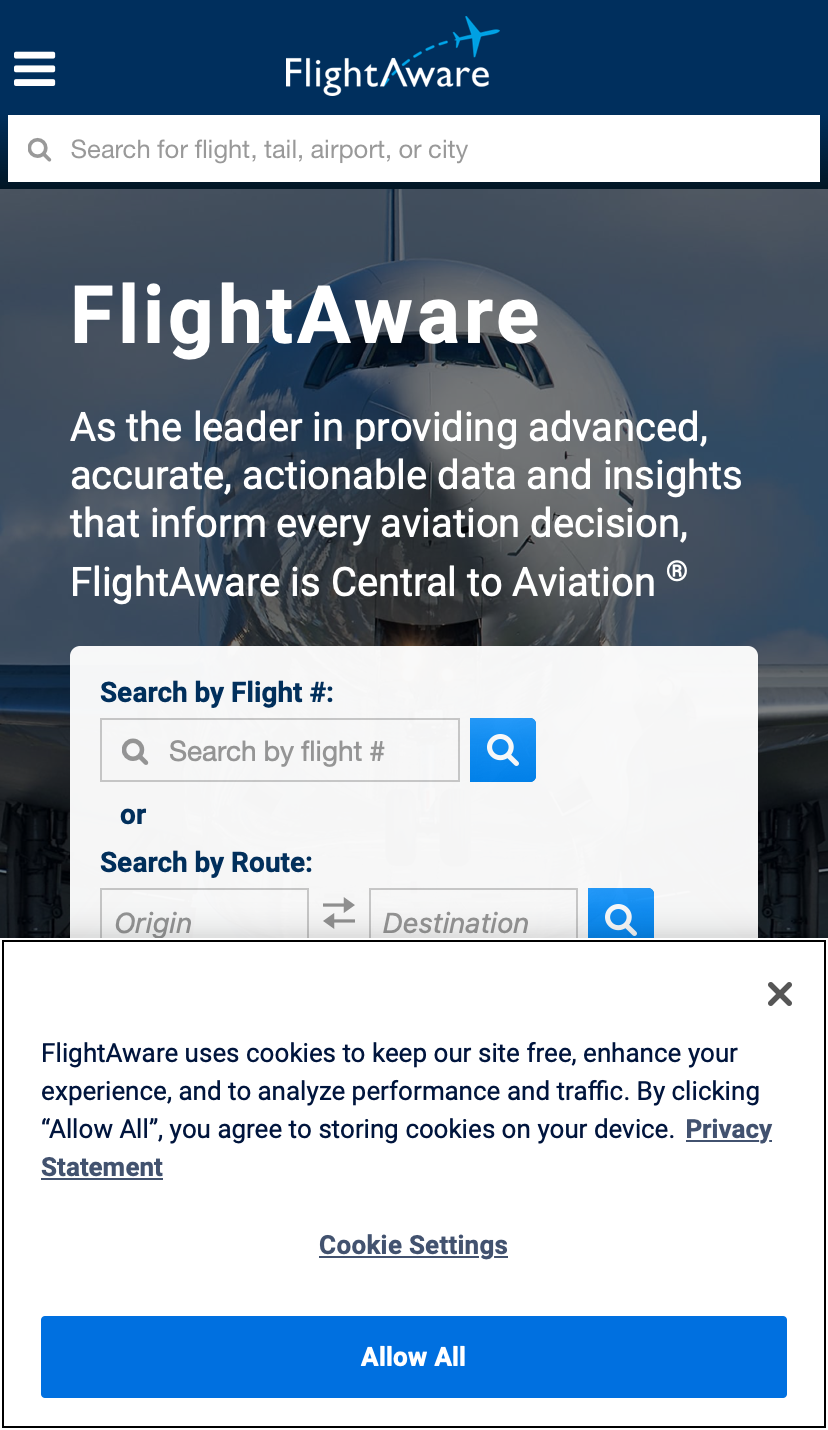 FlightAware
Search for flight, tail, airport, or city
FlightAware
As the leader in providing advanced,
accurate, actionable data and insights
that inform every aviation decision,
FlightAware is Central to Aviation ®
Search by Flight #:
Search by flight #
or
Search by Route:
Origin
Destination
FlightAware uses cookies to keep our site free, enhance your
experience, and to analyze performance and traffic. By clicking
“Allow All”, you agree to storing cookies on your device. Privacy
Statement
Cookie Settings
Allow All